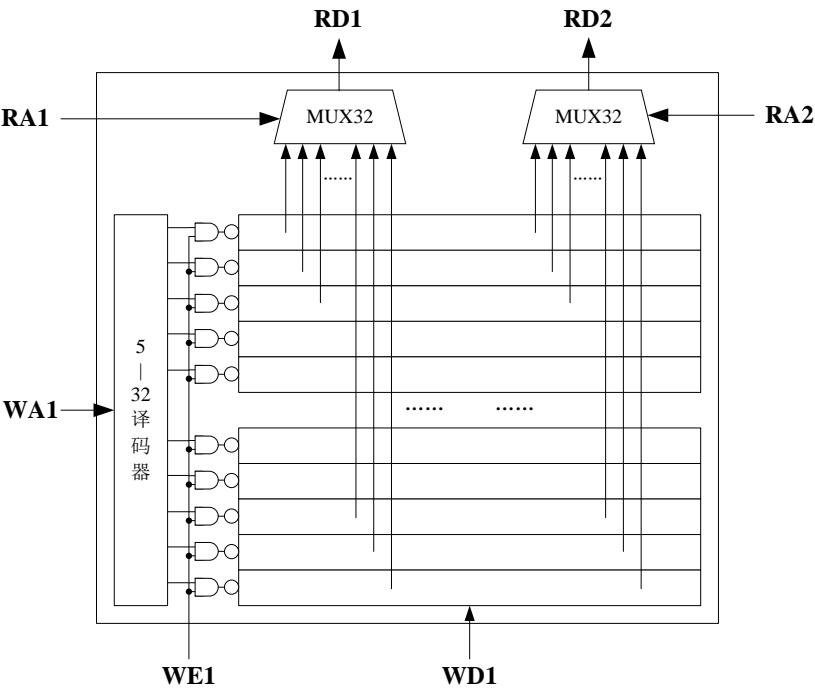 RD1
RD2
RA1
MUX32
MUX32
RA2
......
......
5
—
32
译
码
器
WA1
......
......
WE1
WD1